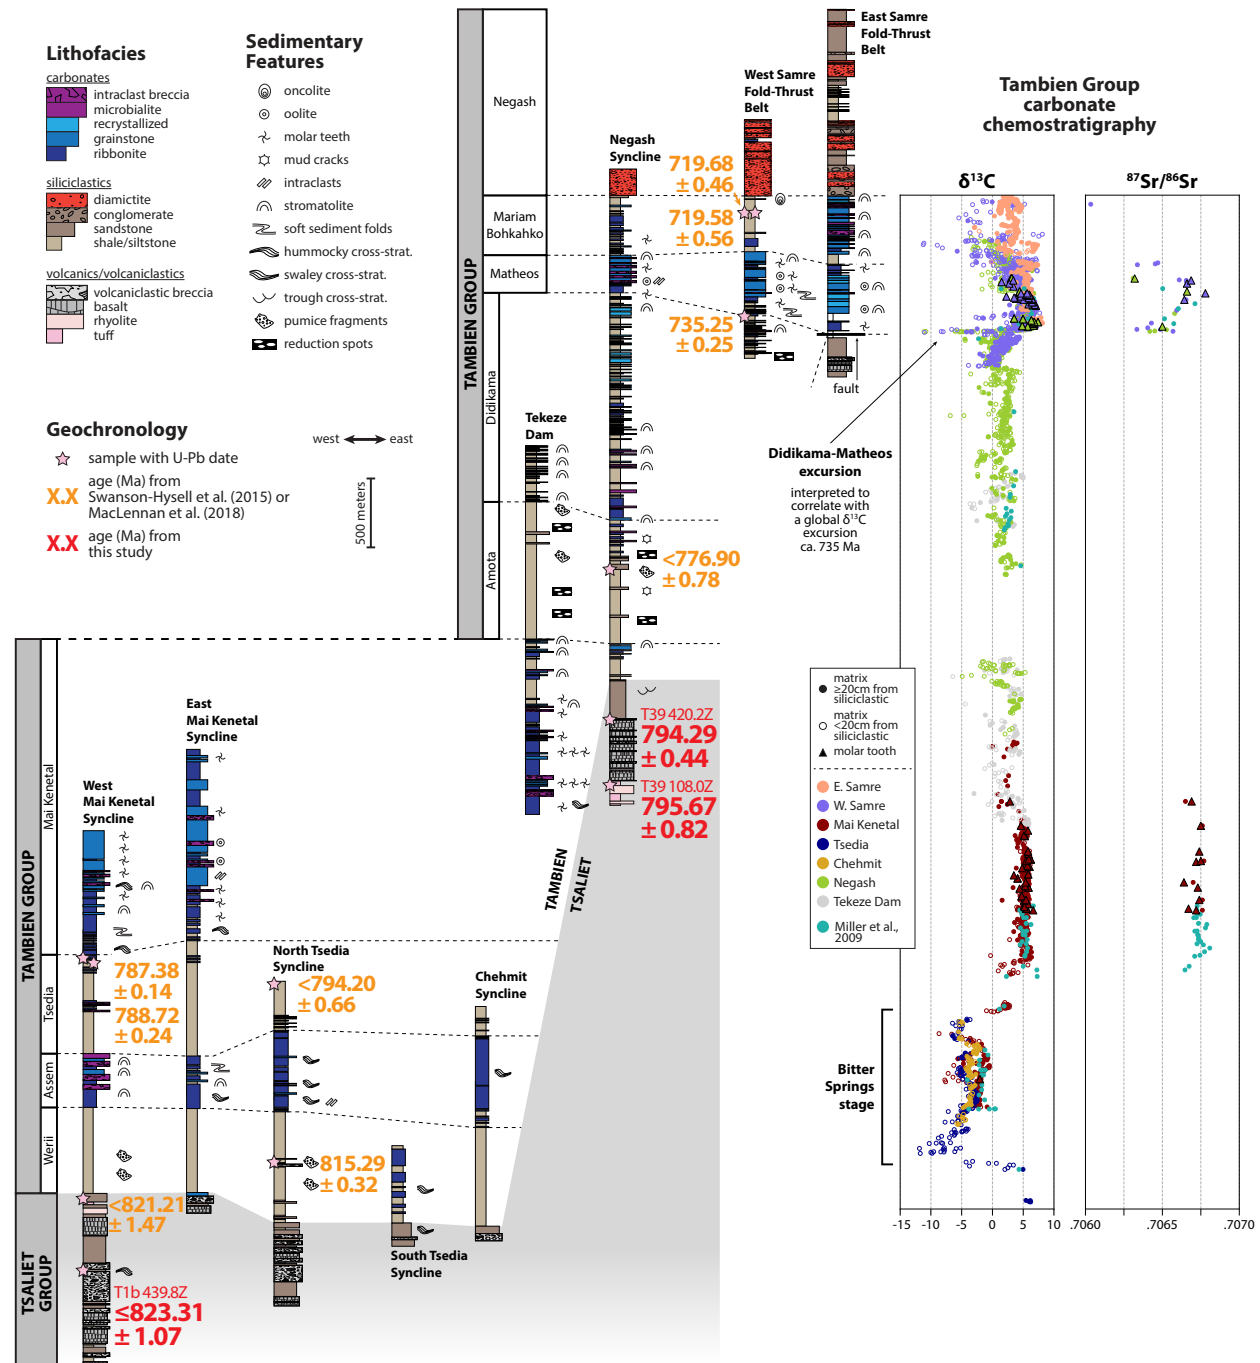 Lithofacies
carbonates
intraclast breccia
microbialite
recrystallized
grainstone
ribbonite
siliciclastics
diamictite
conglomerate
sandstone
shale/siltstone
volcanics/volcaniclastics
volcaniclastic breccia
basalt
rhyolite
tuff
Sedimentary
Features
oncolite
oolite
molar teeth
mud cracks
intraclasts
stromatolite
soft sediment folds
hummocky cross-strat.
swaley cross-strat.
trough cross-strat.
pumice fragments
reduction spots
Geochronology
sample with U-Pb date
X.X age (Ma) from
Swanson-Hysell et al. (2015) or
MacLennan et al. (2018)
X.X age (Ma) from
this study
west east
500 meters
TAMBIEN GROUP
Negash
Mariam
Bohkahko
Matheos
Didikama
Amota
TAMBIEN GROUP
Mai Kenetal
Tsedia
Assem
Werii
TSALIET
GROUP
West
Mai Kenetal
Syncline
787.38
± 0.14
788.72
± 0.24
<821.21
± 1.47
T1b 439.8Z
≤823.31
± 1.07
East
Mai Kenetal
Syncline
North Tsedia
Syncline
<794.20
± 0.66
815.29
± 0.32
South Tsedia
Syncline
Chehmit
Syncline
Tekeze
Dam
TAMBIEN
TSALIET
Negash
Syncline
<776.90
± 0.78
T39 420.2Z
794.29
± 0.44
T39 108.0Z
795.67
± 0.82
West Samre
Fold-Thrust
Belt
719.68
± 0.46
719.58
± 0.56
735.25
± 0.25
East Samre
Fold-Thrust
Belt
fault
Tambien Group
carbonate
chemostratigraphy
δ¹³C
⁸⁷Sr/⁸⁶Sr
Didikama-Matheos
excursion
interpreted to
correlate with
a global δ¹³C
excursion
ca. 735 Ma
matrix
≥20cm from
siliciclastic
matrix
<20cm from
siliciclastic
molar tooth
E. Samre
W. Samre
Mai Kenetal
Tsedia
Chehmit
Negash
Tekeze Dam
Miller et al.,
2009
Bitter
Springs
stage
-15 -10 -5 0 5 10
.7060 .7065 .7070